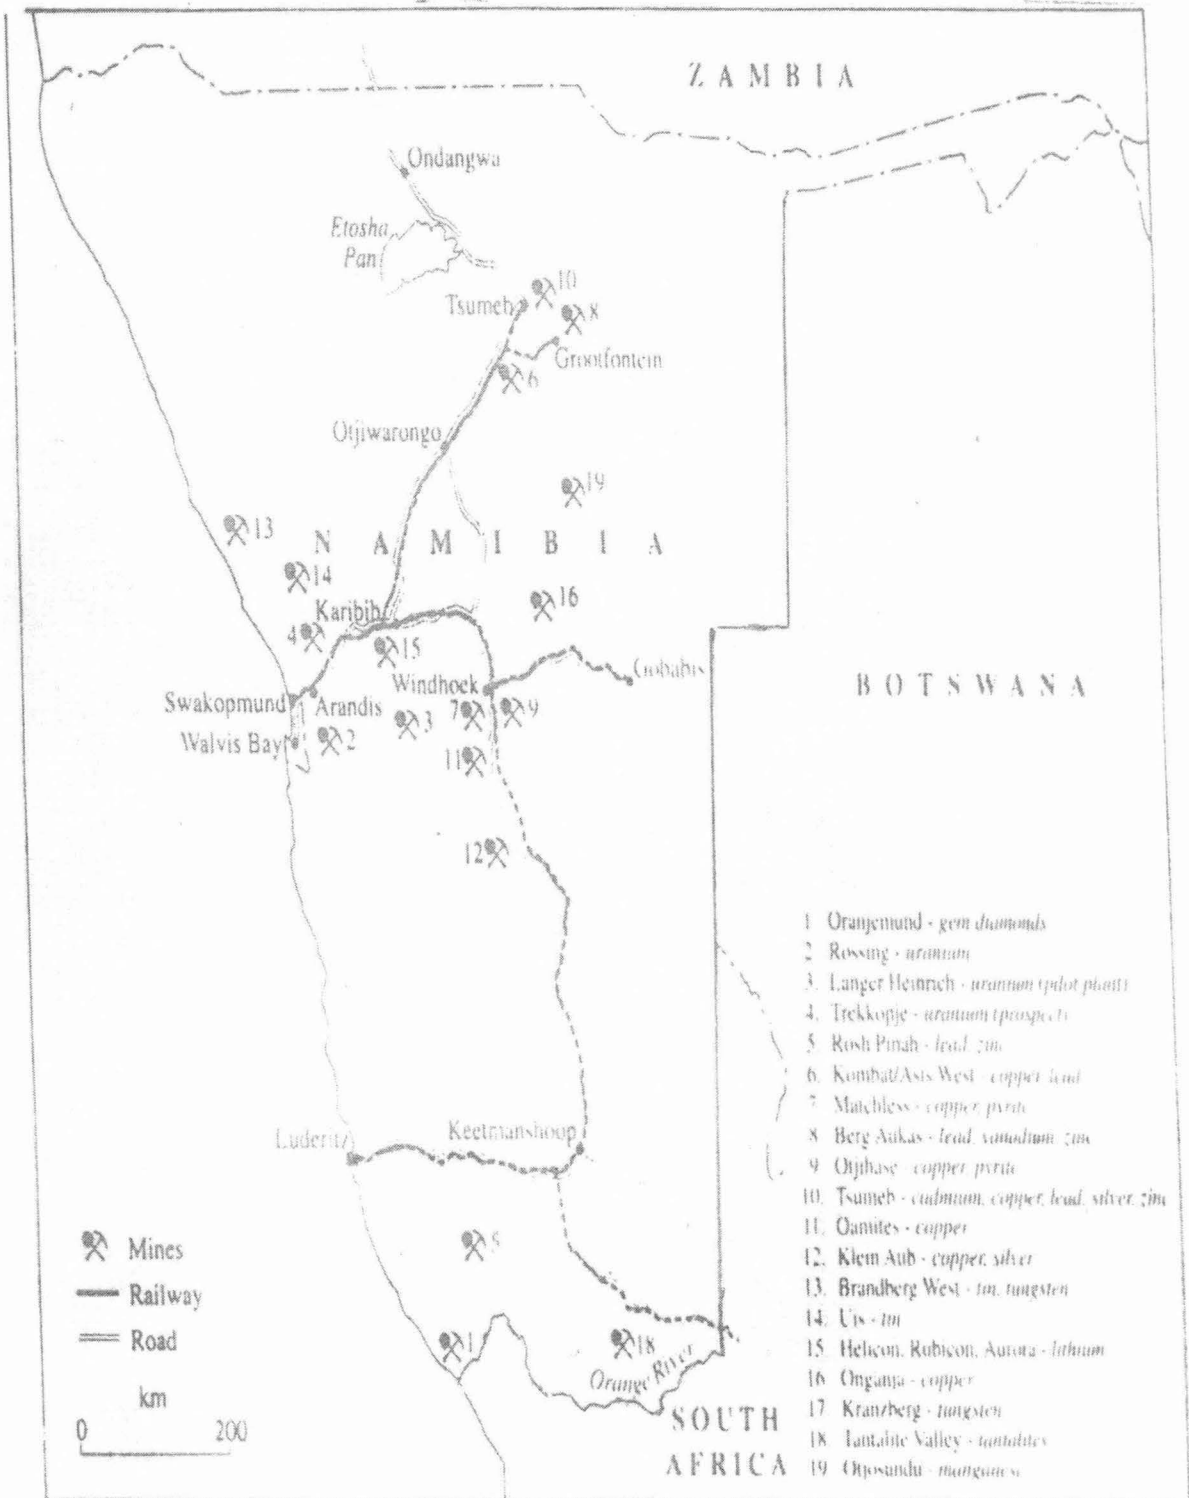 ZAMBIA
Ondangwa
Etosha
Pan
10
Tsumeb
8
Grootfontein
6
Otjiwarongo
19
13
NAMIBIA
14
16
Karibib
4
15
Gobabis
Windhoek
BOTSWANA
Swakopmund
Arandis
3
7
9
Walvis Bay
2
11
12
Luderitz
Keetmanshoop
5
1
18
Orange River
SOUTH
AFRICA
Mines
Railway
Road
km
0 200
1 Oranjemund - gem diamonds
2 Rossing - uranium
3. Langer Heinrich - uranium (pilot plant)
4. Trekkopje - uranium (prospect)
5 Rosh Pinah - lead, zinc
6. Kombat/Asis West - copper, lead
7 Matchless - copper, pyrite
8 Berg Aukas - lead, vanadium, zinc
9 Otjihase - copper, pyrite
10. Tsumeb - cadmium, copper, lead, silver, zinc
11. Oamites - copper
12. Klein Aub - copper, silver
13. Brandberg West - tin, tungsten
14. Uis - tin
15. Helicon, Rubicon, Aurora - lithium
16 Onganja - copper
17 Kranzberg - tungsten
18 Tantalite Valley - tantalites
19 Otjosundu - manganese